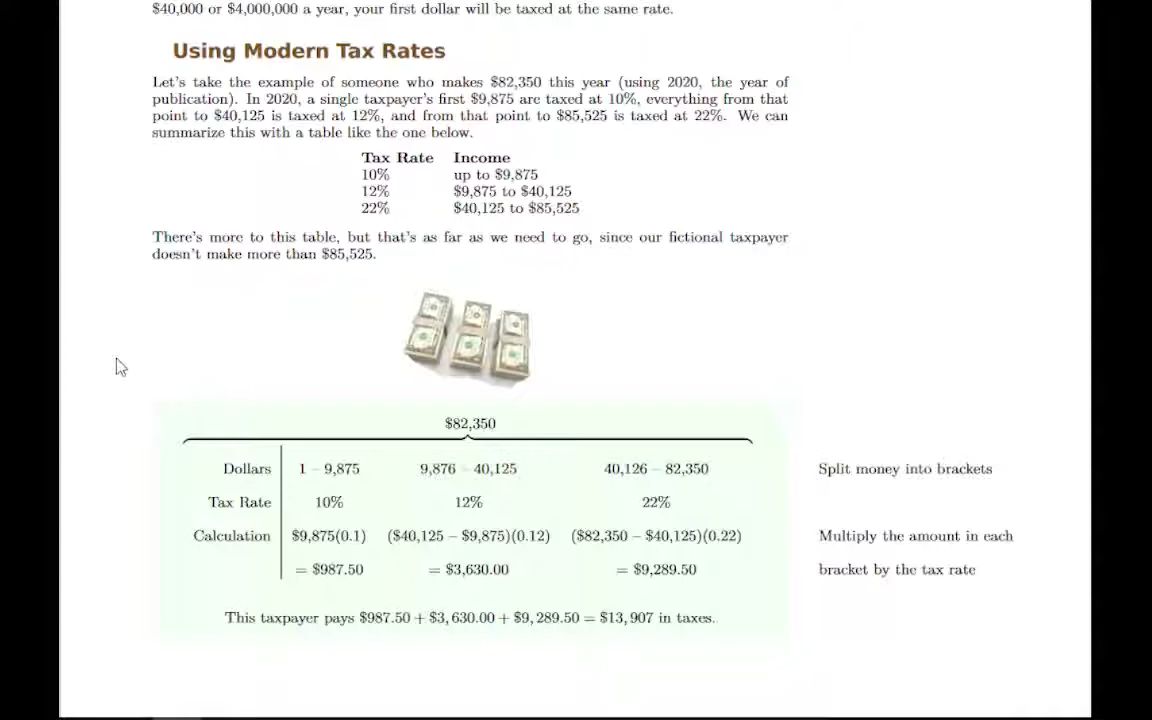 $40,000 or $4,000,000 a year, your first dollar will be taxed at the same rate.
Using Modern Tax Rates
Let's take the example of someone who makes $82,350 this year (using 2020, the year of
publication). In 2020, a single taxpayer's first $9,875 are taxed at 10%, everything from that
point to $40,125 is taxed at 12%, and from that point to $85,525 is taxed at 22%. We can
summarize this with a table like the one below.
Tax Rate Income
10% up to $9,875
12% $9,875 to $40,125
22% $40,125 to $85,525
There's more to this table, but that's as far as we need to go, since our fictional taxpayer
doesn't make more than $85,525.
$82,350
Dollars 1 – 9,875 9,876 – 40,125 40,126 – 82,350 Split money into brackets
Tax Rate 10% 12% 22%
Calculation $9,875(0.1) ($40,125 − $9,875)(0.12) ($82,350 − $40,125)(0.22) Multiply the amount in each
= $987.50 = $3,630.00 = $9,289.50 bracket by the tax rate
This taxpayer pays $987.50 + $3,630.00 + $9,289.50 = $13,907 in taxes.